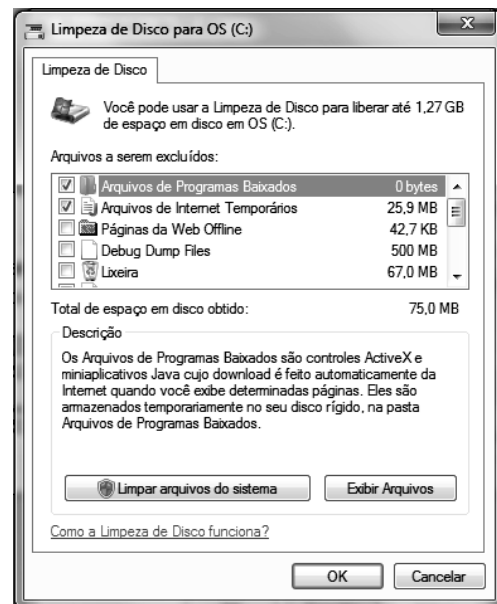 Limpeza de Disco para OS (C:)
Limpeza de Disco
Você pode usar a Limpeza de Disco para liberar até 1,27 GB
de espaço em disco em OS (C:).
Arquivos a serem excluídos:
Arquivos de Programas Baixados 0 bytes
Arquivos de Internet Temporários 25,9 MB
Páginas da Web Offline 42,7 KB
Debug Dump Files 500 MB
Lixeira 67,0 MB
Total de espaço em disco obtido: 75,0 MB
Descrição
Os Arquivos de Programas Baixados são controles ActiveX e
miniaplicativos Java cujo download é feito automaticamente da
Internet quando você exibe determinadas páginas. Eles são
armazenados temporariamente no seu disco rígido, na pasta
Arquivos de Programas Baixados.
Limpar arquivos do sistema Exibir Arquivos
Como a Limpeza de Disco funciona?
OK Cancelar